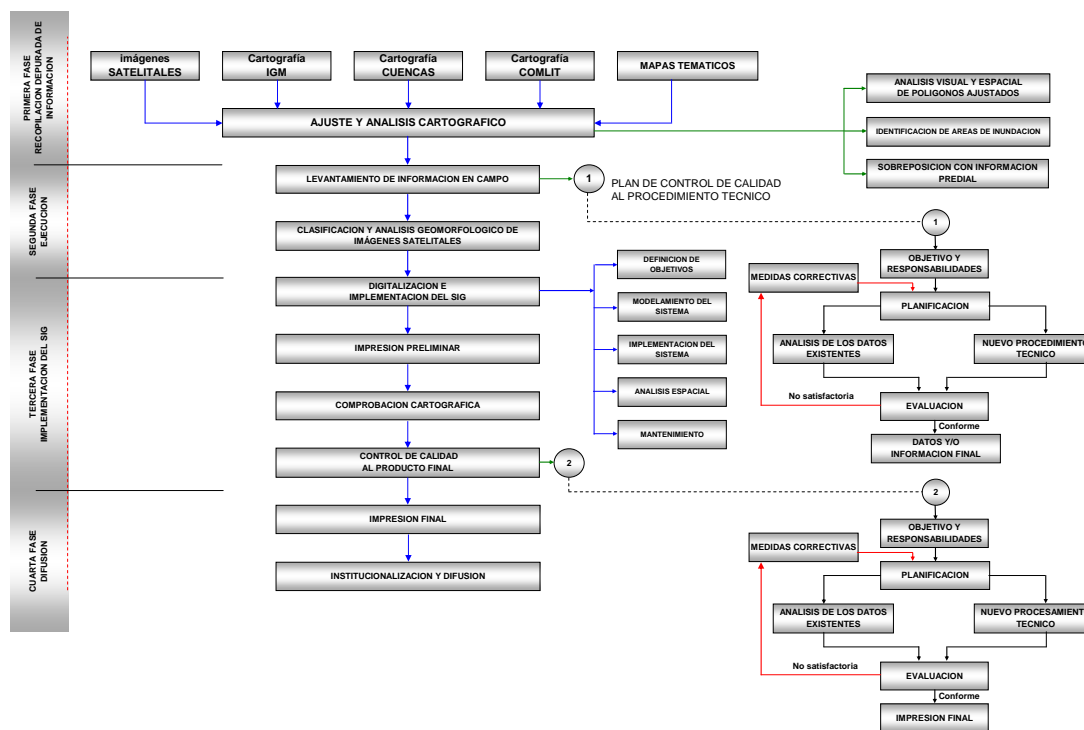 PRIMERA FASE
RECOPILACION DEPURADA DE
INFORMACION
imágenes
SATELITALES
Cartografía
IGM
Cartografía
CUENCAS
Cartografía
COMLIT
MAPAS TEMATICOS
AJUSTE Y ANALISIS CARTOGRAFICO
ANALISIS VISUAL Y ESPACIAL
DE POLIGONOS AJUSTADOS
IDENTIFICACION DE AREAS DE INUNDACION
SOBREPOSICION CON INFORMACION
PREDIAL
SEGUNDA FASE
EJECUCION
LEVANTAMIENTO DE INFORMACION EN CAMPO
1
PLAN DE CONTROL DE CALIDAD
AL PROCEDIMIENTO TECNICO
CLASIFICACION Y ANALISIS GEOMORFOLOGICO DE
IMÁGENES SATELITALES
TERCERA FASE
IMPLEMENTACION DEL SIG
DIGITALIZACION E
IMPLEMENTACION DEL SIG
DEFINICION DE
OBJETIVOS
MODELAMIENTO DEL
SISTEMA
IMPLEMENTACION DEL
SISTEMA
ANALISIS ESPACIAL
MANTENIMIENTO
IMPRESION PRELIMINAR
COMPROBACION CARTOGRAFICA
CONTROL DE CALIDAD
AL PRODUCTO FINAL
2
CUARTA FASE
DIFUSION
IMPRESION FINAL
INSTITUCIONALIZACION Y DIFUSION
1
OBJETIVO Y
RESPONSABILIDADES
MEDIDAS CORRECTIVAS
PLANIFICACION
ANALISIS DE LOS DATOS
EXISTENTES
NUEVO PROCEDIMIENTO
TECNICO
No satisfactoria
EVALUACION
Conforme
DATOS Y/O
INFORMACION FINAL
2
OBJETIVO Y
RESPONSABILIDADES
MEDIDAS CORRECTIVAS
PLANIFICACION
ANALISIS DE LOS DATOS
EXISTENTES
NUEVO PROCESAMIENTO
TECNICO
No satisfactoria
EVALUACION
Conforme
IMPRESION FINAL